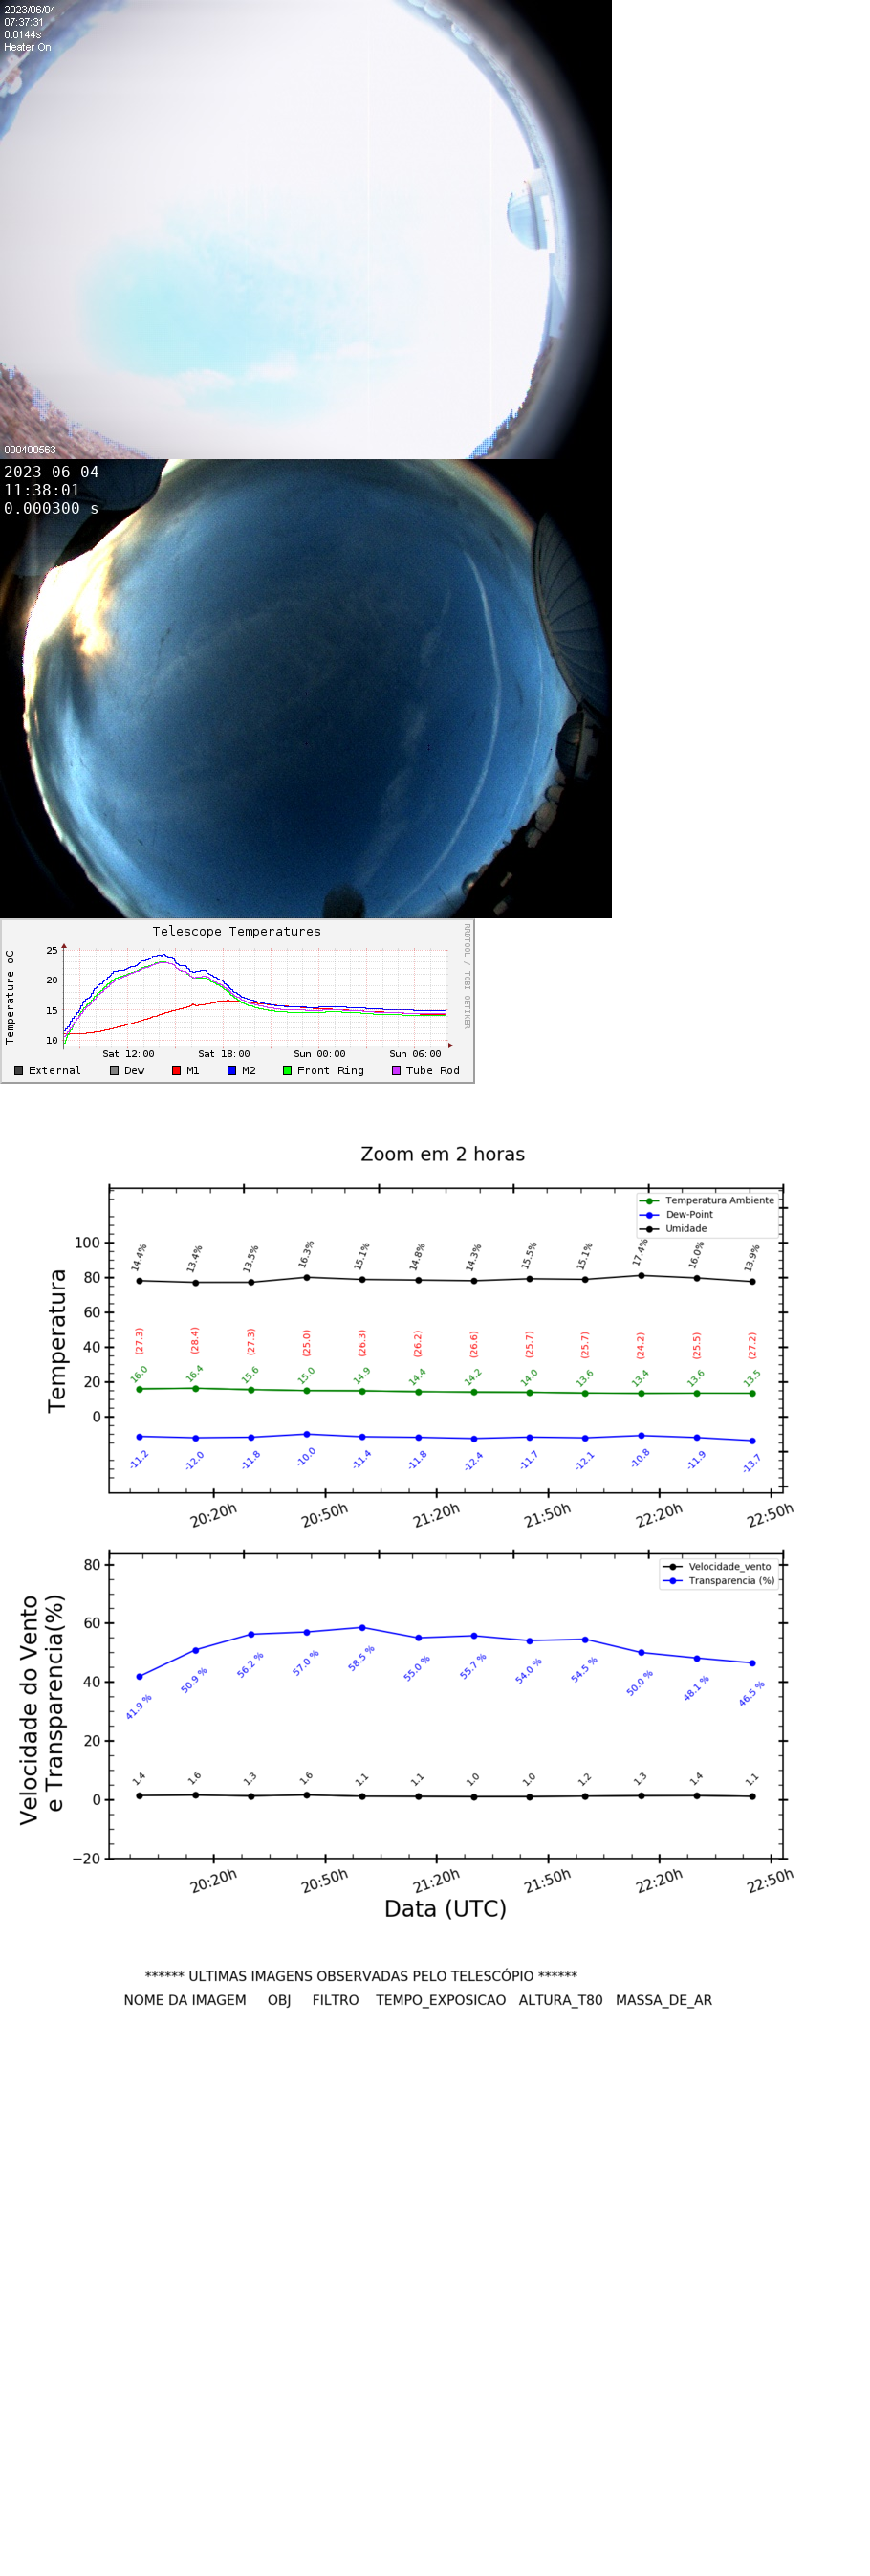 2023/06/04
07:37:31
0.0144s
Heater On
000400563
2023-06-04
11:38:01
0.000300 s
Telescope Temperatures
RRDTOOL / TOBI OETIKER
Temperature oC
25
20
15
10
Sat 12:00 Sat 18:00 Sun 00:00 Sun 06:00
External Dew M1 M2 Front Ring Tube Rod
Zoom em 2 horas
Temperatura Ambiente
Dew-Point
Umidade
Temperatura
100
80
60
40
20
0
14.4% 13.4% 13.5% 16.3% 15.1% 14.8% 14.3% 15.5% 15.1% 17.4% 16.0% 13.9%
(27.3) (28.4) (27.3) (25.0) (26.3) (26.2) (26.6) (25.7) (25.7) (24.2) (25.5) (27.2)
16.0 16.4 15.6 15.0 14.9 14.4 14.2 14.0 13.6 13.4 13.6 13.5
-11.2 -12.0 -11.8 -10.0 -11.4 -11.8 -12.4 -11.7 -12.1 -10.8 -11.9 -13.7
20:20h 20:50h 21:20h 21:50h 22:20h 22:50h
Velocidade_vento
Transparencia (%)
Velocidade do Vento
e Transparencia(%)
80
60
40
20
0
−20
41.9 % 50.9 % 56.2 % 57.0 % 58.5 % 55.0 % 55.7 % 54.0 % 54.5 % 50.0 % 48.1 % 46.5 %
1.4 1.6 1.3 1.6 1.1 1.1 1.0 1.0 1.2 1.3 1.4 1.1
20:20h 20:50h 21:20h 21:50h 22:20h 22:50h
Data (UTC)
****** ULTIMAS IMAGENS OBSERVADAS PELO TELESCÓPIO ******
NOME DA IMAGEM OBJ FILTRO TEMPO_EXPOSICAO ALTURA_T80 MASSA_DE_AR